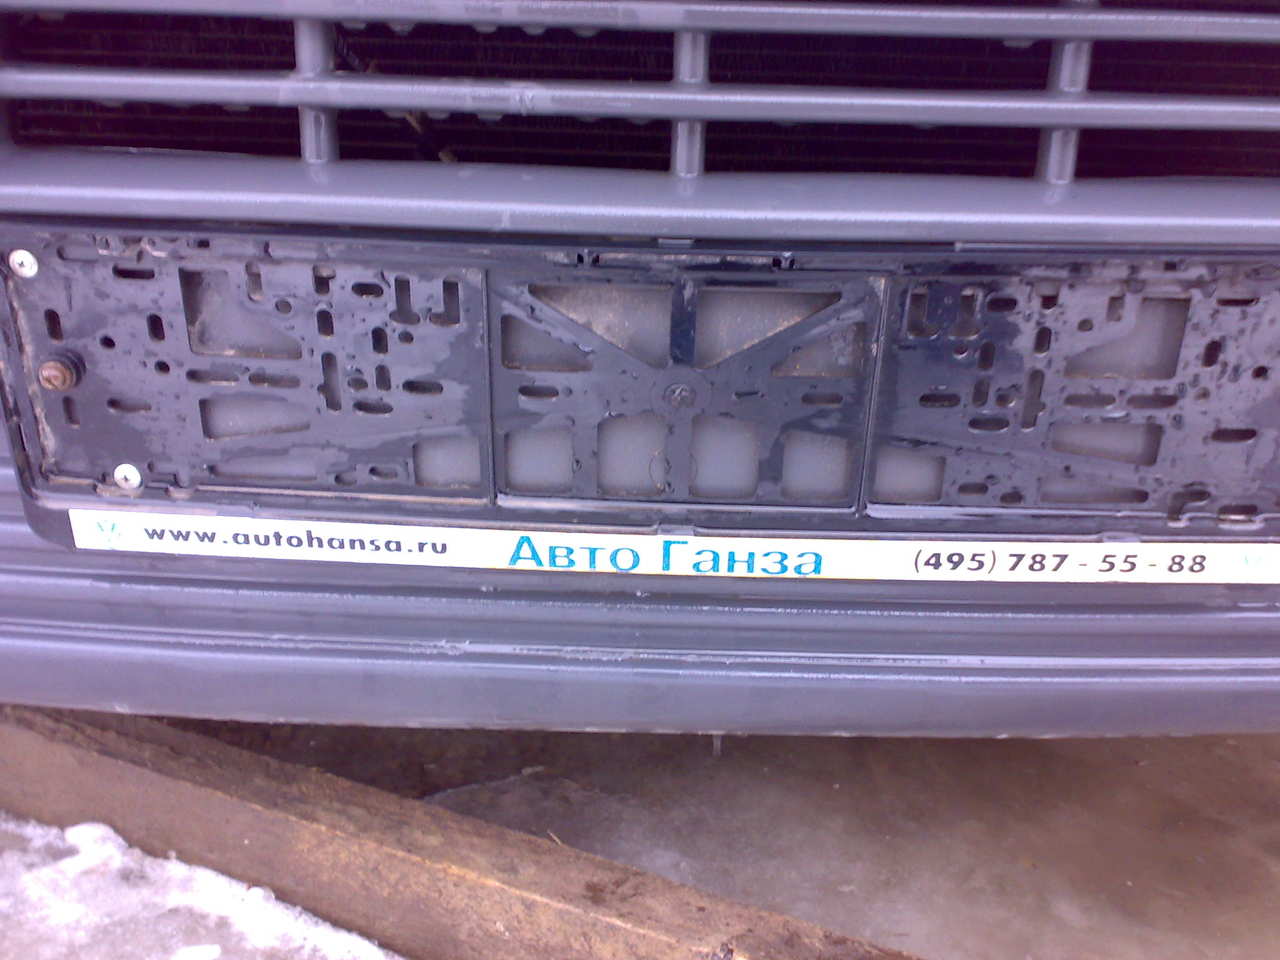 www.autohansa.ru Авто Ганза (495) 787 - 55 - 88